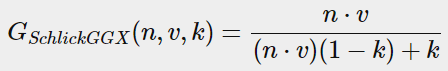 G_{SchlickGGX}(n, v, k) = \frac{n \cdot v}{(n \cdot v)(1 - k) + k}